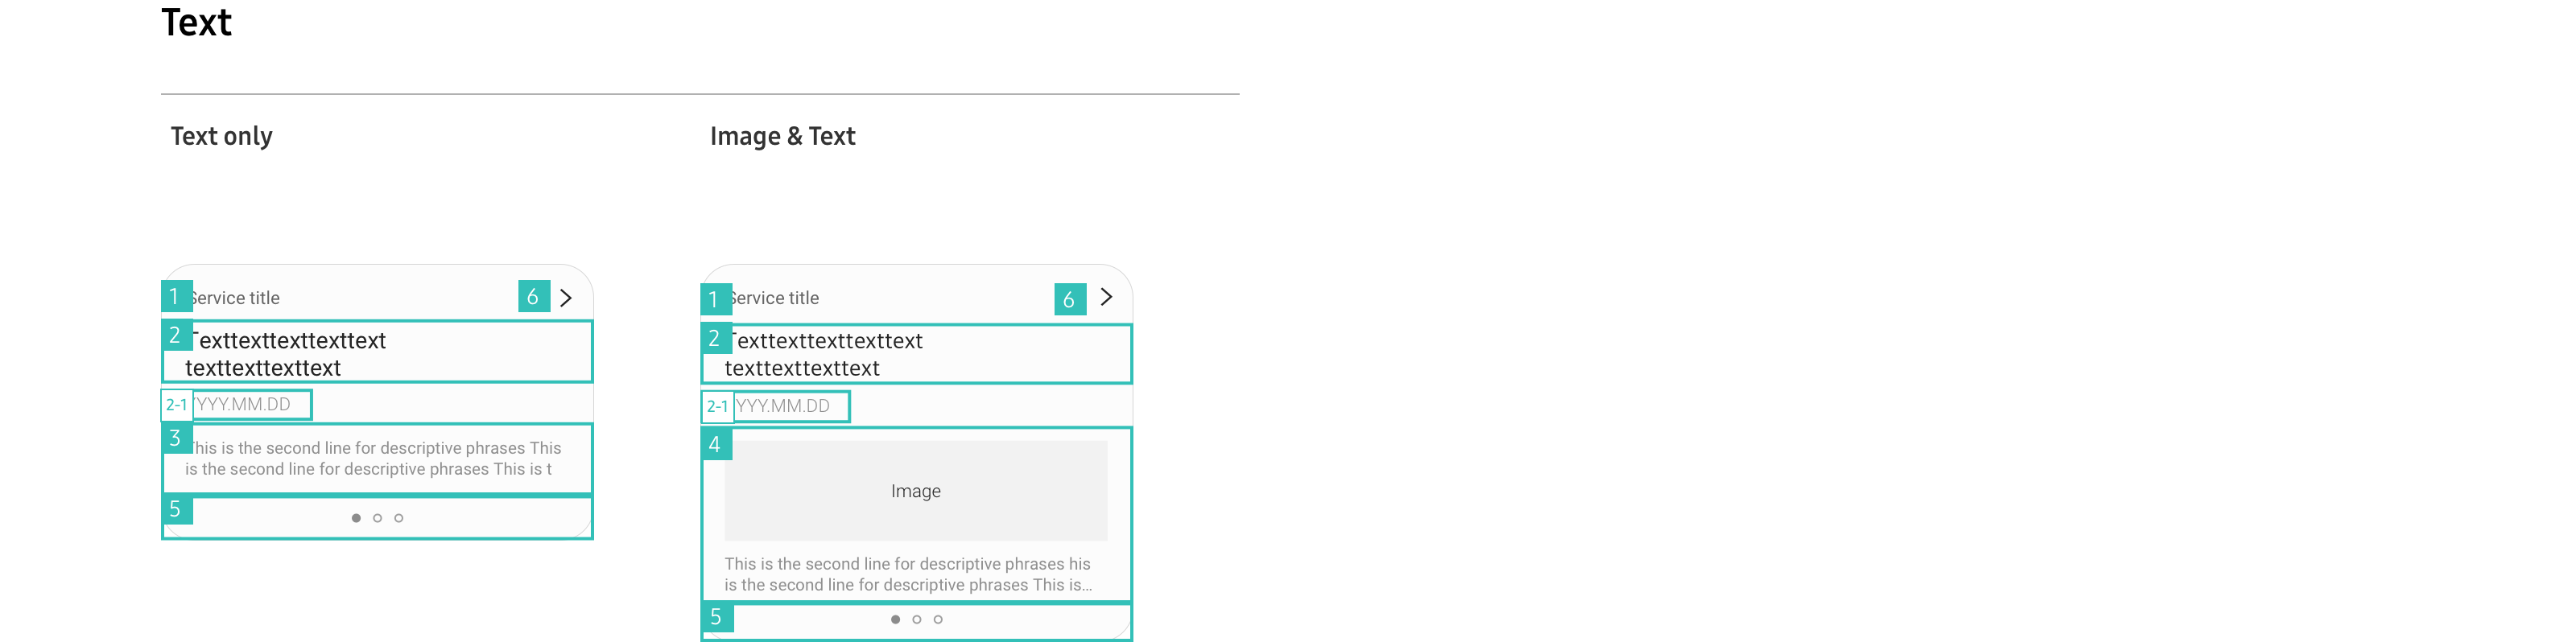 Text
Text only
1 Service title 6
2 Texttexttexttexttext
texttexttexttext
2-1 YYYY.MM.DD
3 This is the second line for descriptive phrases This
is the second line for descriptive phrases This is t
5
Image & Text
1 Service title 6
2 Texttexttexttexttext
texttexttexttext
2-1 YYYY.MM.DD
4
Image
This is the second line for descriptive phrases his
is the second line for descriptive phrases This is...
5